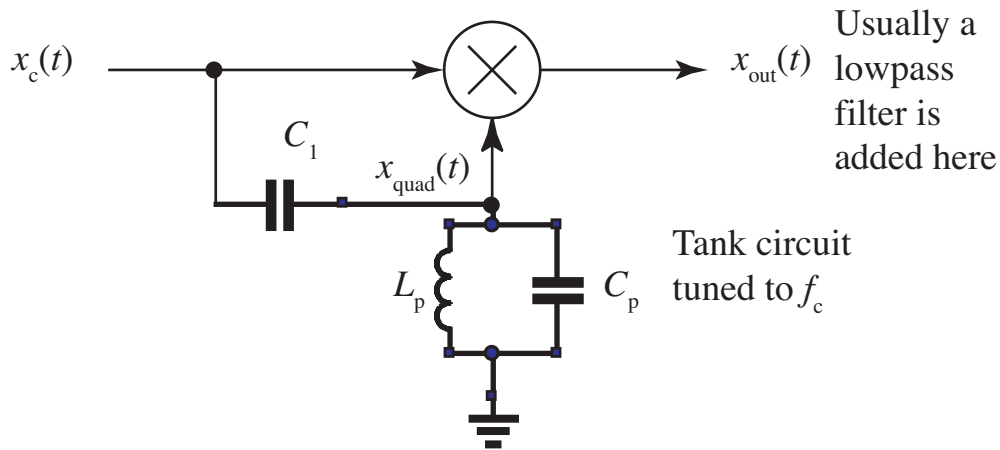 x_c(t)
x_out(t)
Usually a
lowpass
filter is
added here
C_1
x_quad(t)
Tank circuit
tuned to f_c
L_p
C_p